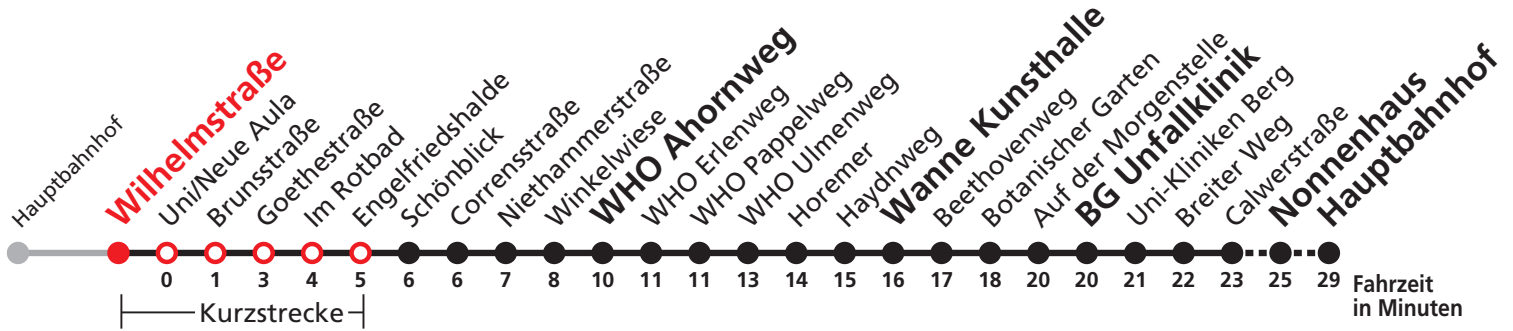 Hauptbahnhof
Wilhelmstraße
Uni/Neue Aula
Brunsstraße
Goethestraße
Im Rotbad
Engelfriedshalde
Schönblick
Corrensstraße
Niethammerstraße
Winkelwiese
WHO Ahornweg
WHO Erlenweg
WHO Pappelweg
WHO Ulmenweg
Horemer
Haydnweg
Wanne Kunsthalle
Beethovenweg
Botanischer Garten
Auf der Morgenstelle
BG Unfallklinik
Uni-Kliniken Berg
Breiter Weg
Calwerstraße
Nonnenhaus
Hauptbahnhof
0 1 3 4 5 6 6 7 8 10 11 11 13 14 15 16 17 18 20 20 21 22 23 25 29 Fahrzeit
in Minuten
Kurzstrecke